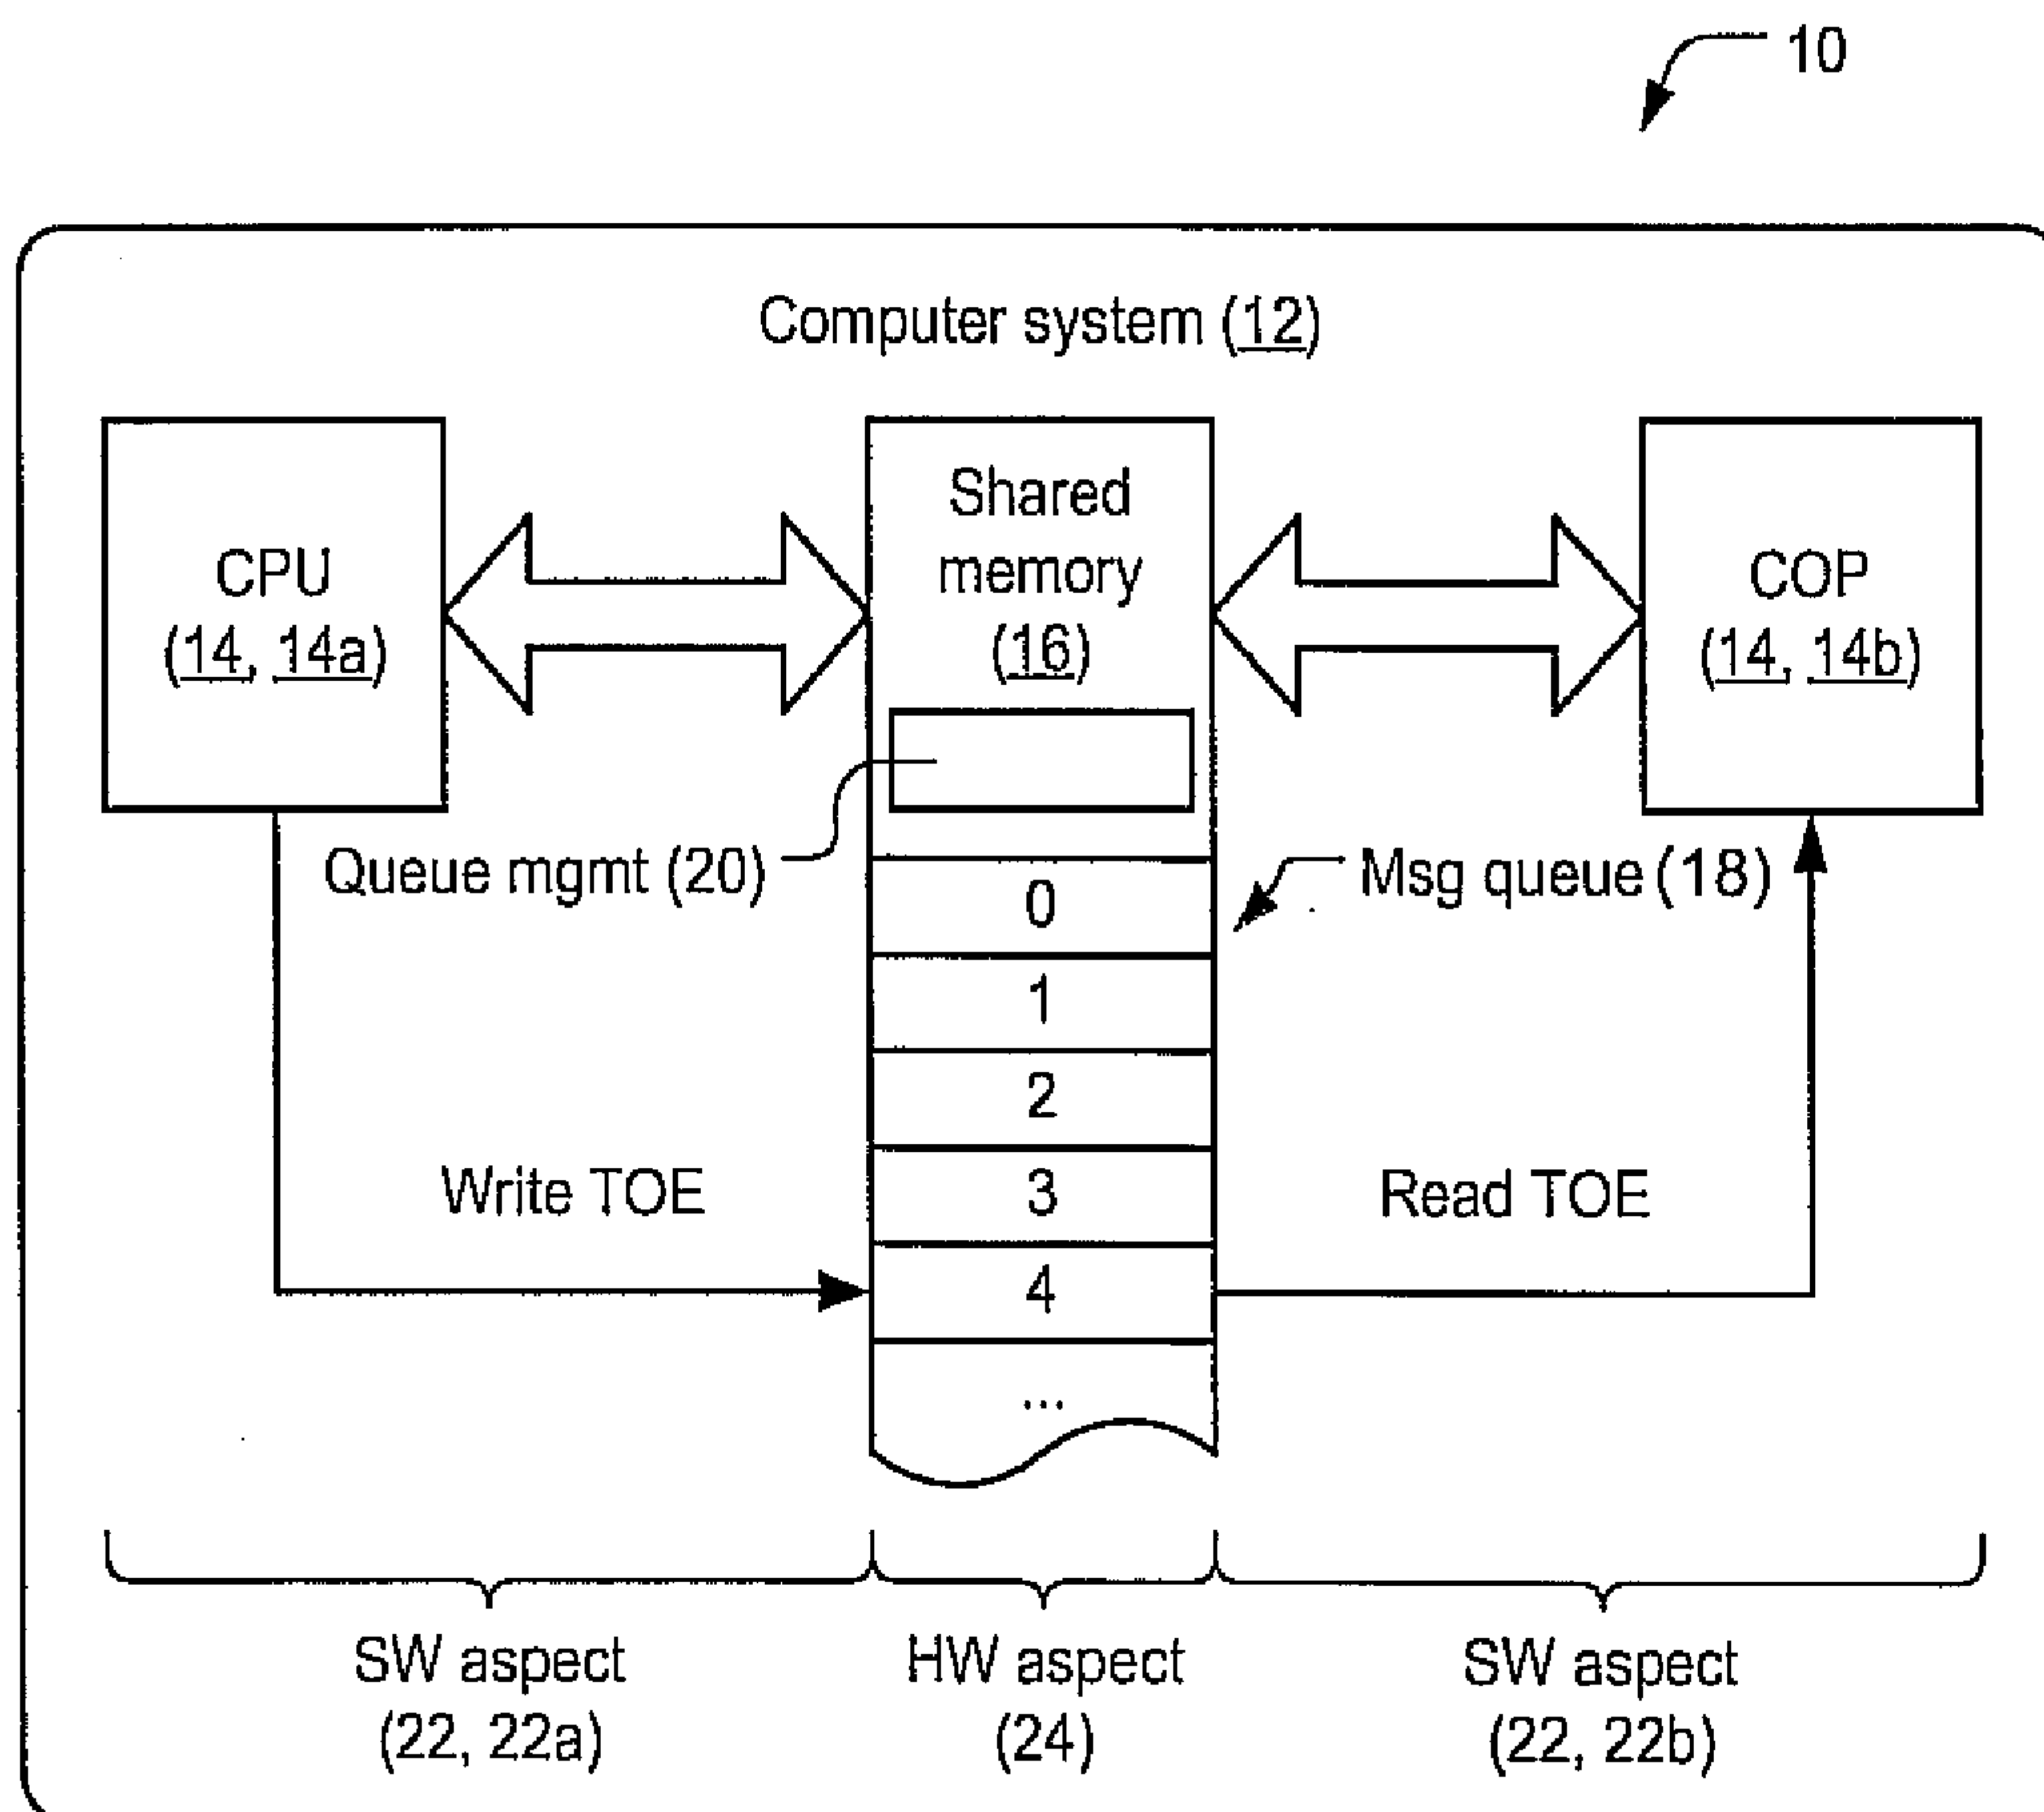 10
Computer system (12)
CPU
(14, 14a)
Shared
memory
(16)
COP
(14, 14b)
Queue mgmt (20)
Msg queue (18)
0
1
2
3
Write TOE
Read TOE
4
...
SW aspect
(22, 22a)
HW aspect
(24)
SW aspect
(22, 22b)